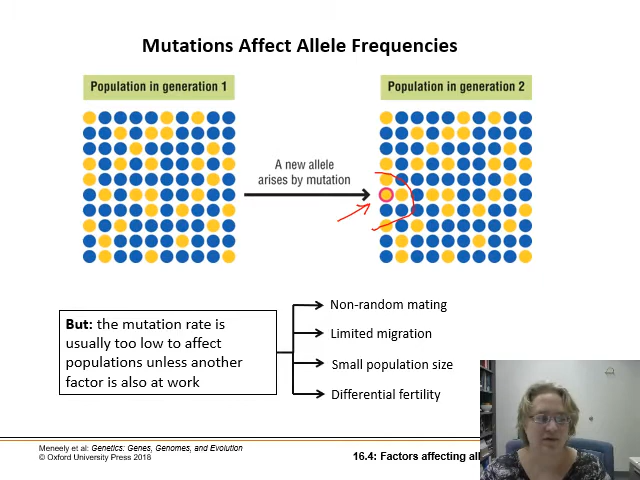 Mutations Affect Allele Frequencies
Population in generation 1
Population in generation 2
A new allele
arises by mutation
But: the mutation rate is
usually too low to affect
populations unless another
factor is also at work
Non-random mating
Limited migration
Small population size
Differential fertility
Meneely et al: Genetics: Genes, Genomes, and Evolution
© Oxford University Press 2018
16.4: Factors affecting